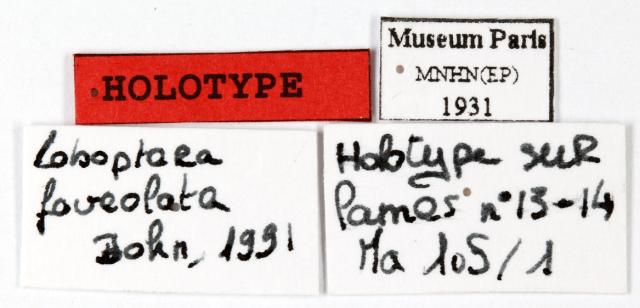 HOLOTYPE
Museum Paris
MNHN(EP)
1931
Loboptera
foveolata
Bohn, 1991
Holotype sur
lames n° 13-14
Ma 105/1